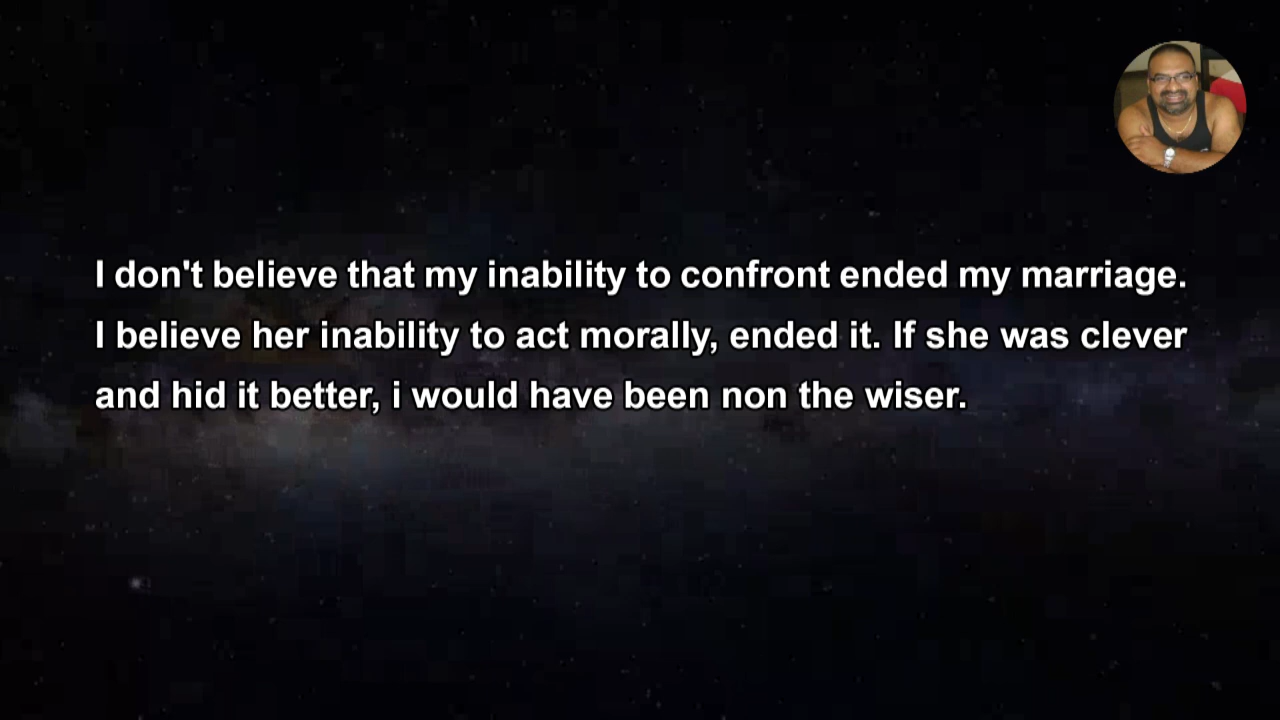 I don't believe that my inability to confront ended my marriage.
I believe her inability to act morally, ended it. If she was clever
and hid it better, i would have been non the wiser.